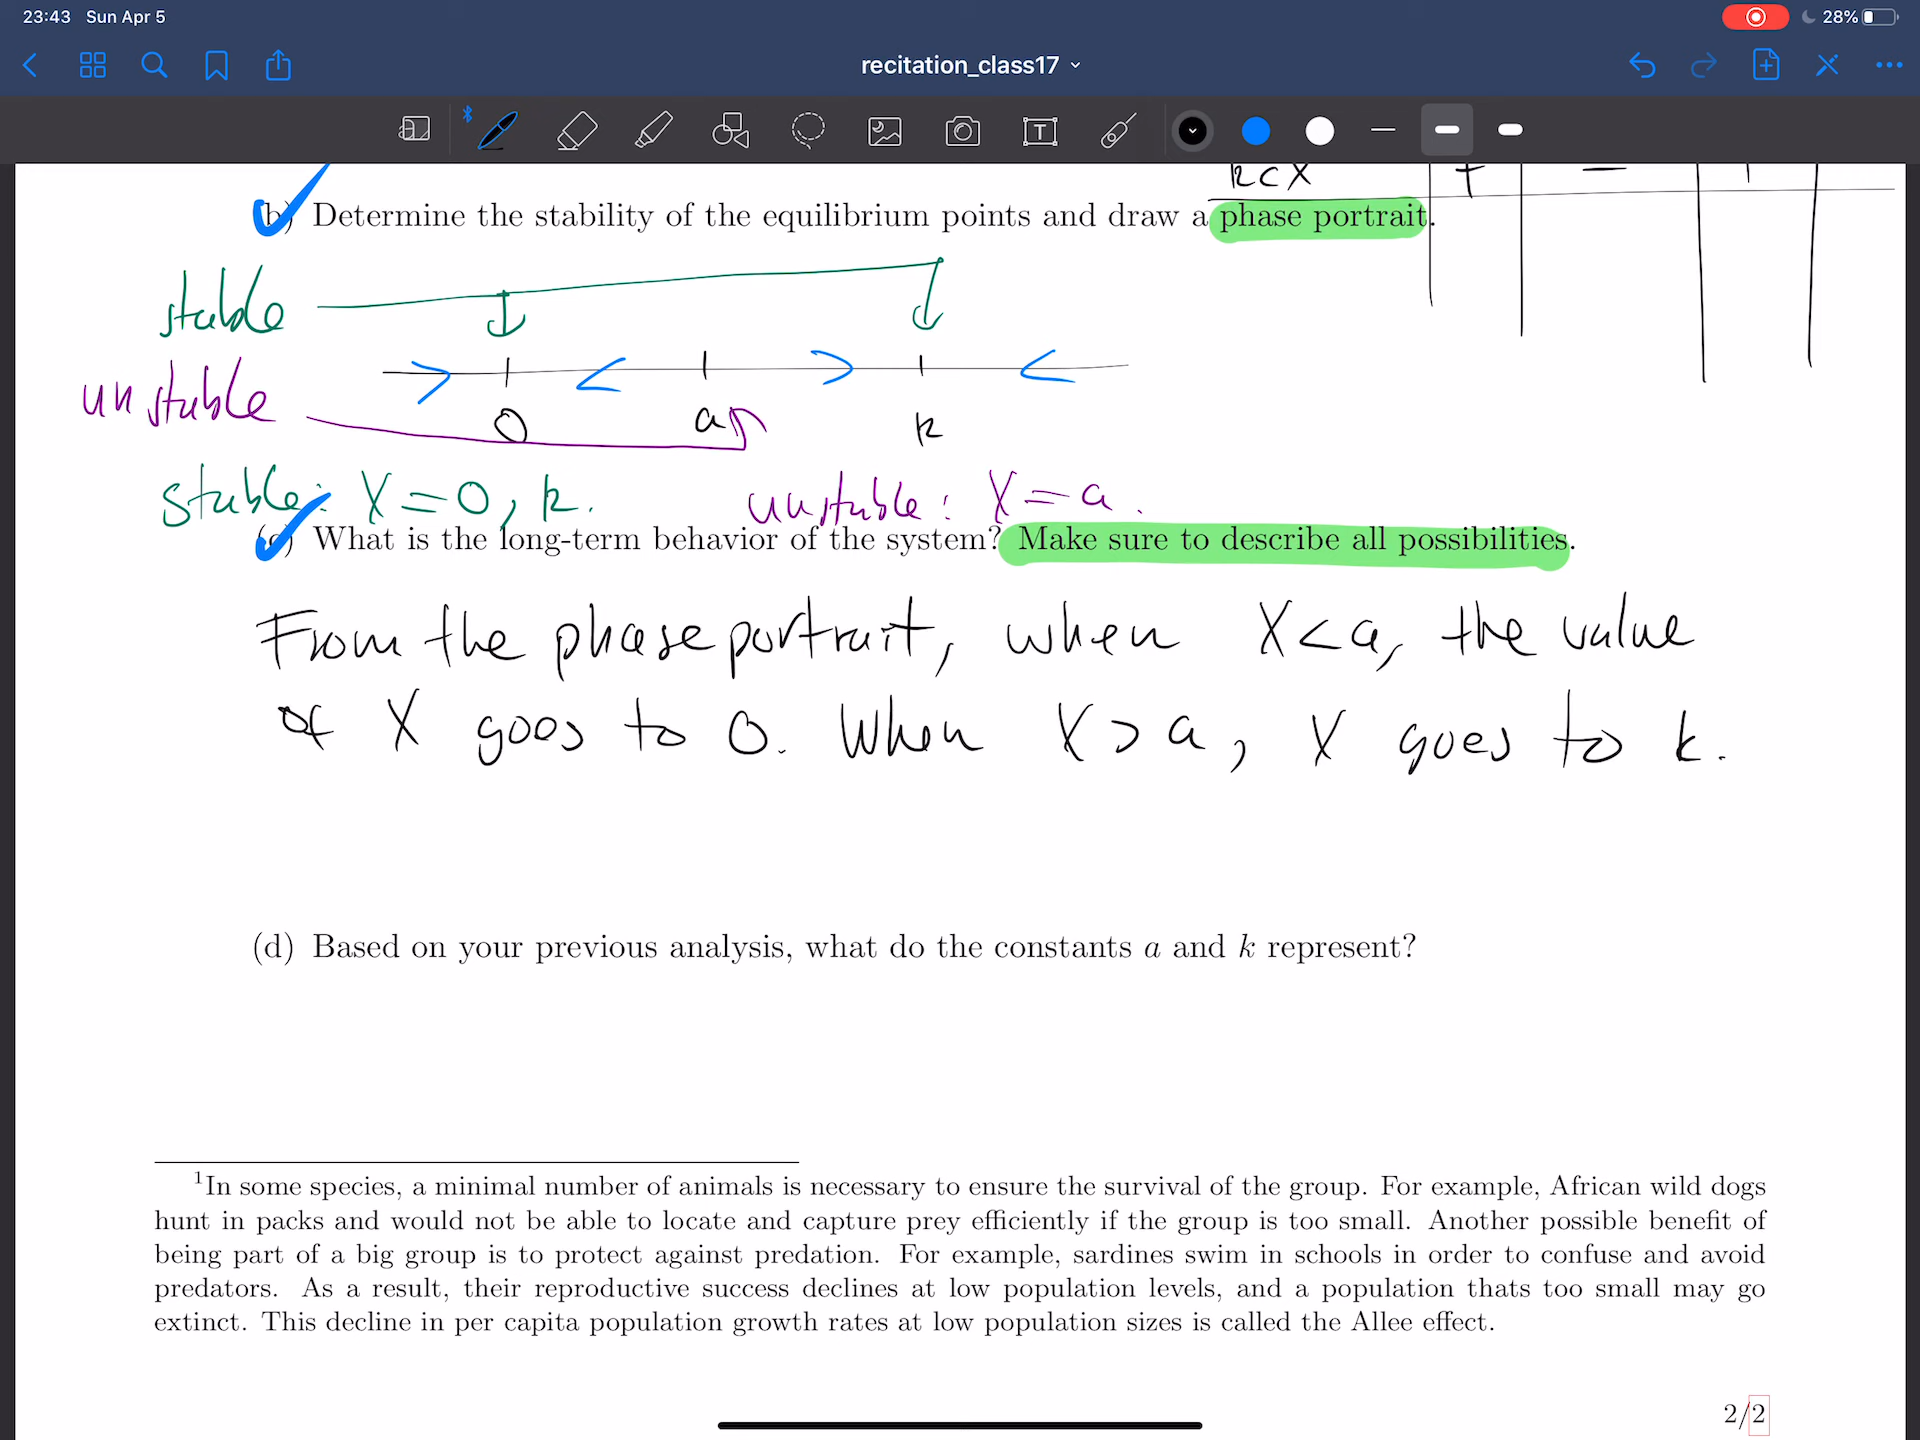 23:43 Sun Apr 5
28%
recitation_class17
T
k<X + −
b) Determine the stability of the equilibrium points and draw a phase portrait.
stable
unstable
0 a k
stable: X=0, k. unstable: X=a.
(c) What is the long-term behavior of the system? Make sure to describe all possibilities.
From the phase portrait, when X<a, the value
of X goes to 0. When X>a, X goes to k.
(d) Based on your previous analysis, what do the constants a and k represent?
¹In some species, a minimal number of animals is necessary to ensure the survival of the group. For example, African wild dogs
hunt in packs and would not be able to locate and capture prey efficiently if the group is too small. Another possible benefit of
being part of a big group is to protect against predation. For example, sardines swim in schools in order to confuse and avoid
predators. As a result, their reproductive success declines at low population levels, and a population thats too small may go
extinct. This decline in per capita population growth rates at low population sizes is called the Allee effect.
2/2